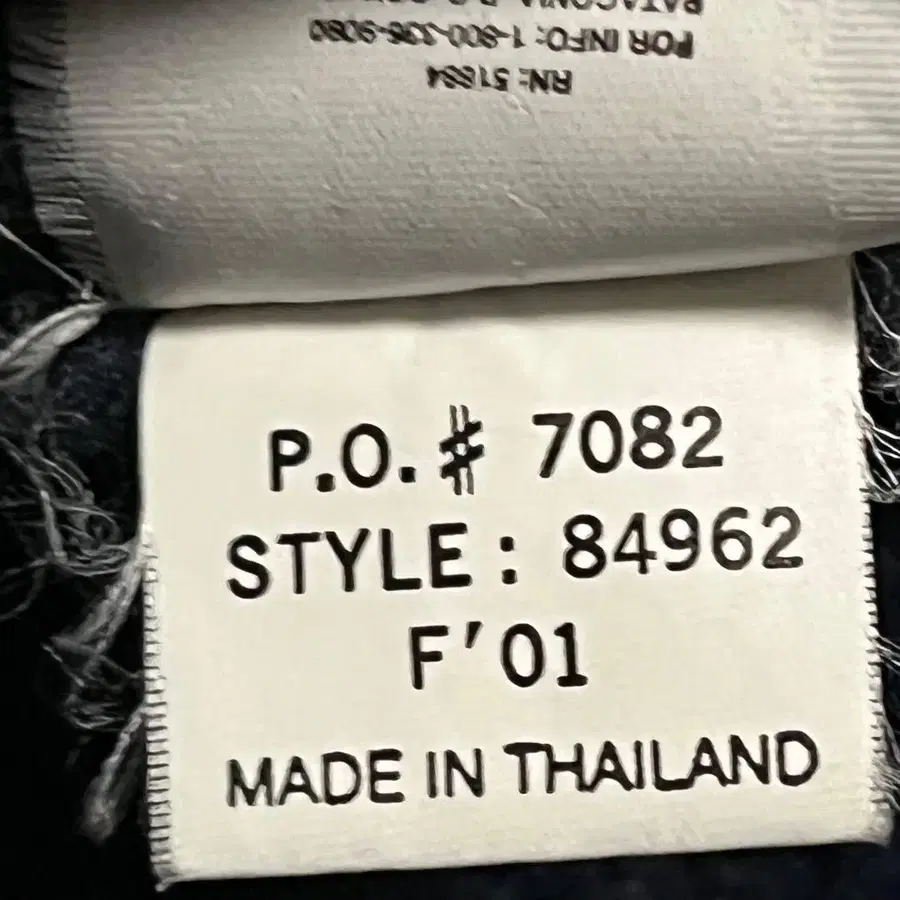 FOR INFO: 1-800-336-9090
RN: 51884
P.O.# 7082
STYLE: 84962
F'01
MADE IN THAILAND